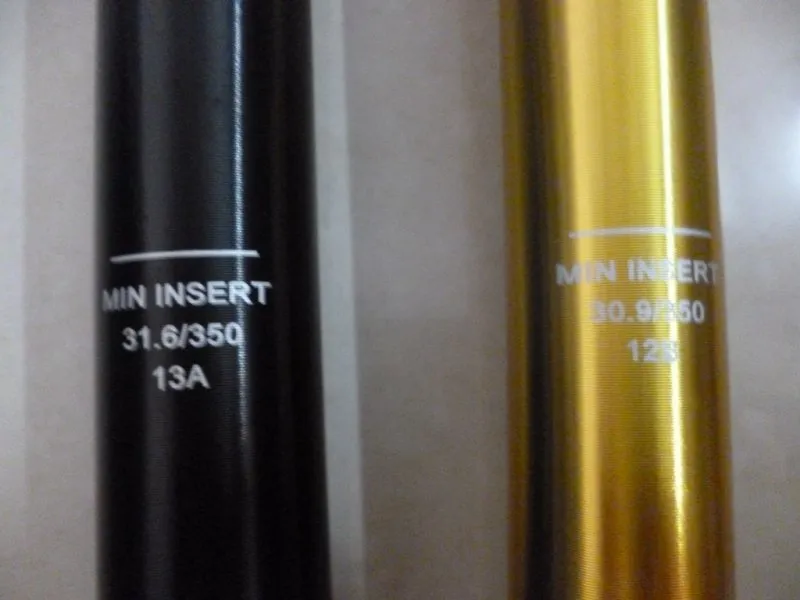 MIN INSERT
31.6/350
13A
MIN INSERT
30.9/350